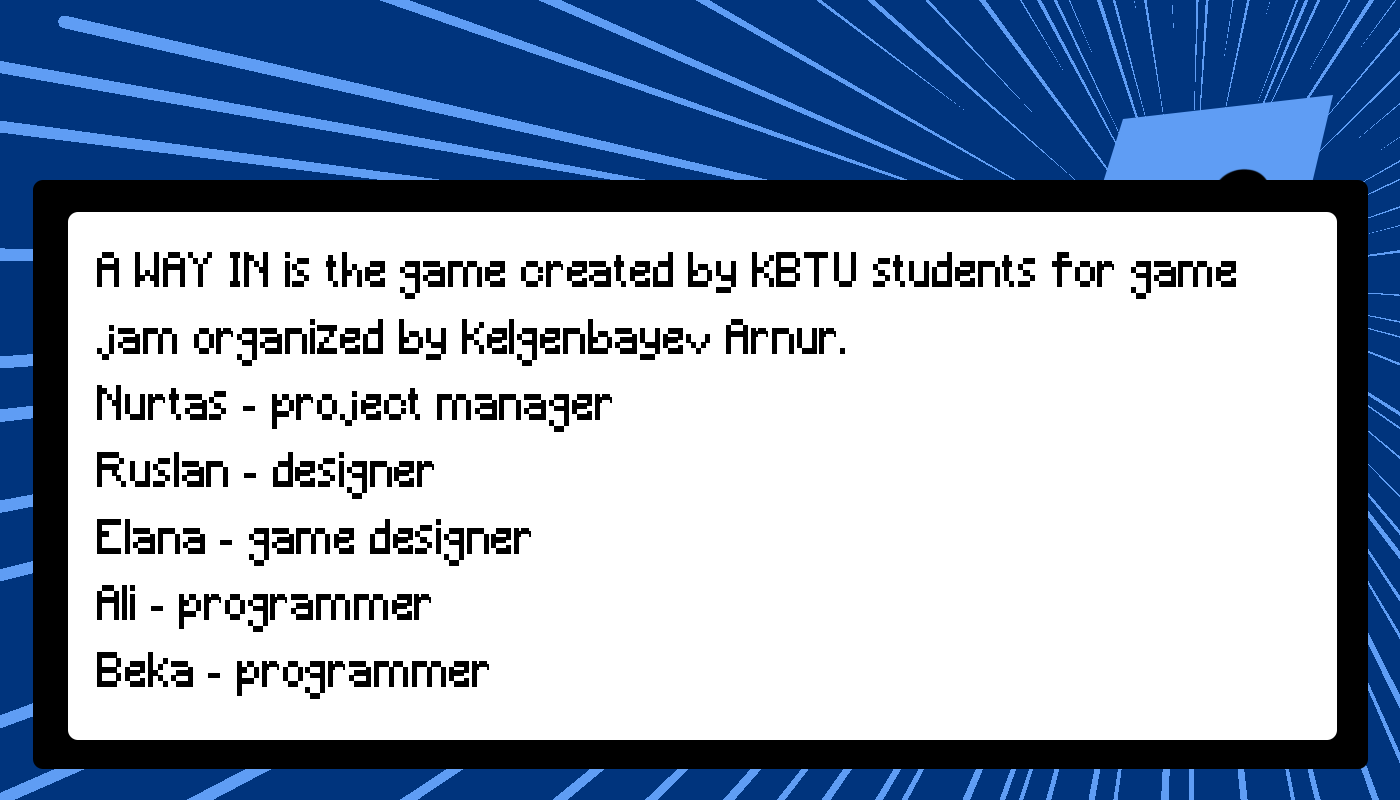 A WAY IN is the game created by KBTU students for game
jam organized by Kelgenbayev Arnur.
Nurtas - project manager
Ruslan - designer
Elana - game designer
Ali - programmer
Beka - programmer